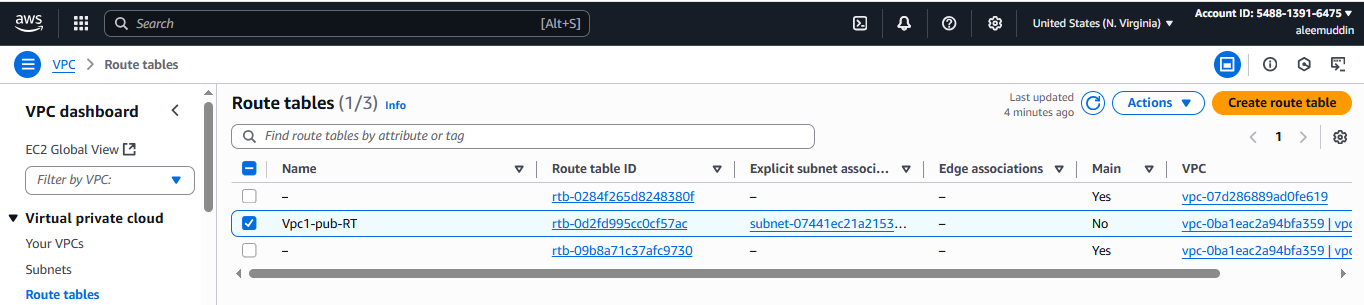 aws
Search [Alt+S]
United States (N. Virginia)
Account ID: 5488-1391-6475
aleemuddin
VPC > Route tables
VPC dashboard
EC2 Global View
Filter by VPC:
Virtual private cloud
Your VPCs
Subnets
Route tables
Route tables (1/3) Info
Last updated
4 minutes ago
Actions
Create route table
Find route tables by attribute or tag
1
Name Route table ID Explicit subnet associ... Edge associations Main VPC
– rtb-0284f265d8248380f – – Yes vpc-07d286889ad0fe619
Vpc1-pub-RT rtb-0d2fd995cc0cf57ac subnet-07441ec21a2153... – No vpc-0ba1eac2a94bfa359 | vpc
– rtb-09b8a71c37afc9730 – – Yes vpc-0ba1eac2a94bfa359 | vpc